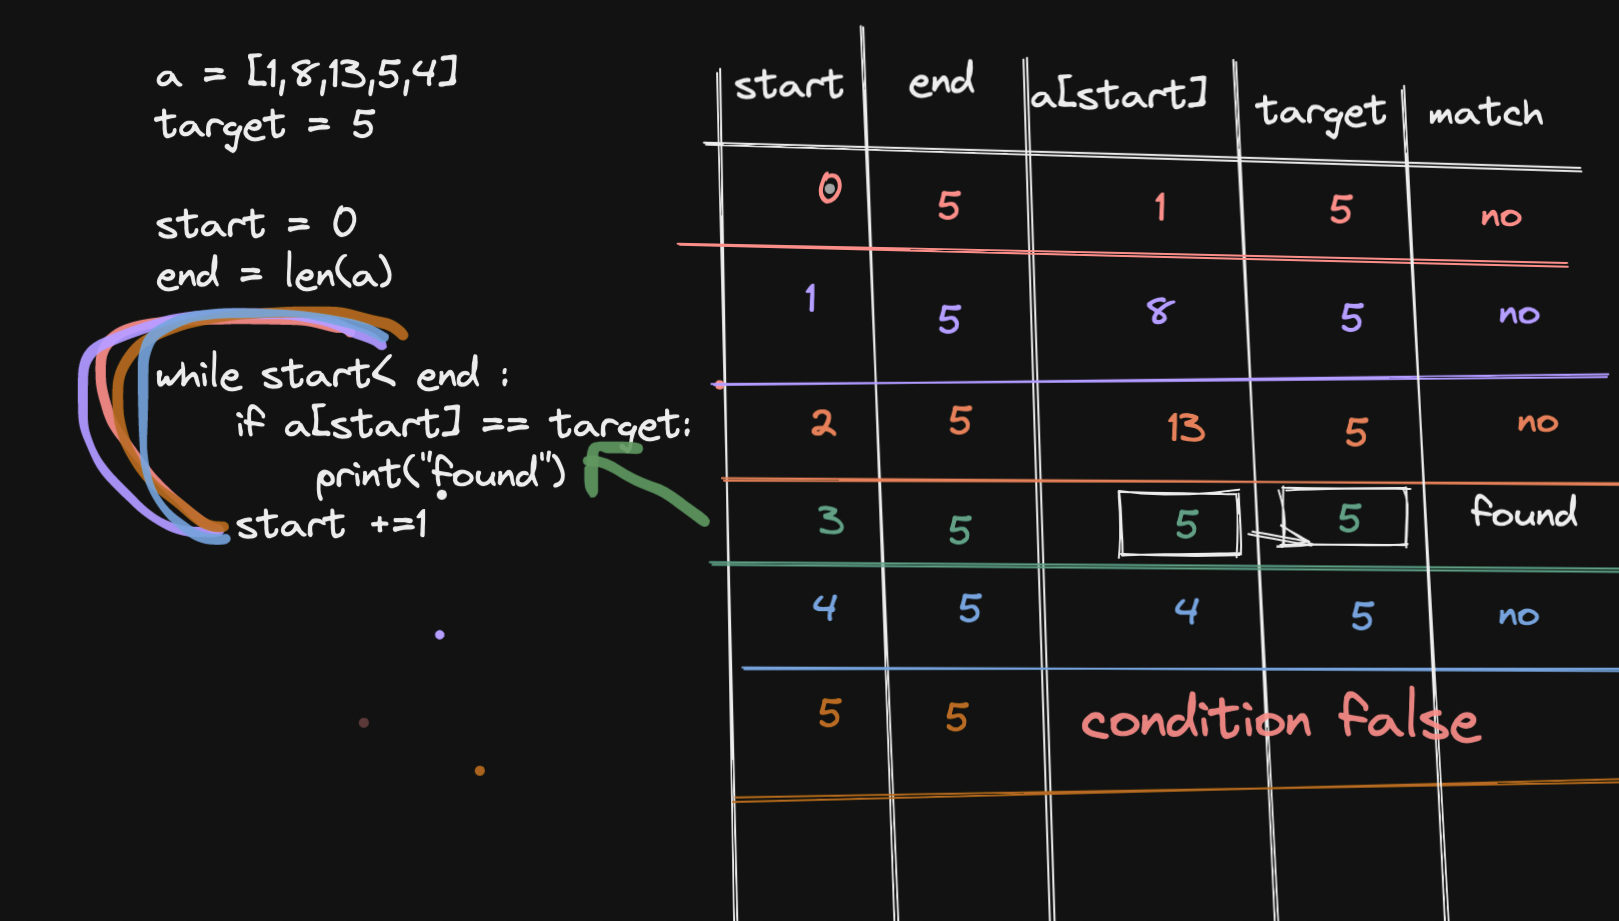 a = [1,8,13,5,4]
target = 5
start = 0
end = len(a)
while start< end :
if a[start] == target:
print("found")
start +=1
start end a[start] target match
0 5 1 5 no
1 5 8 5 no
2 5 13 5 no
3 5 5 5 found
4 5 4 5 no
5 5 condition false